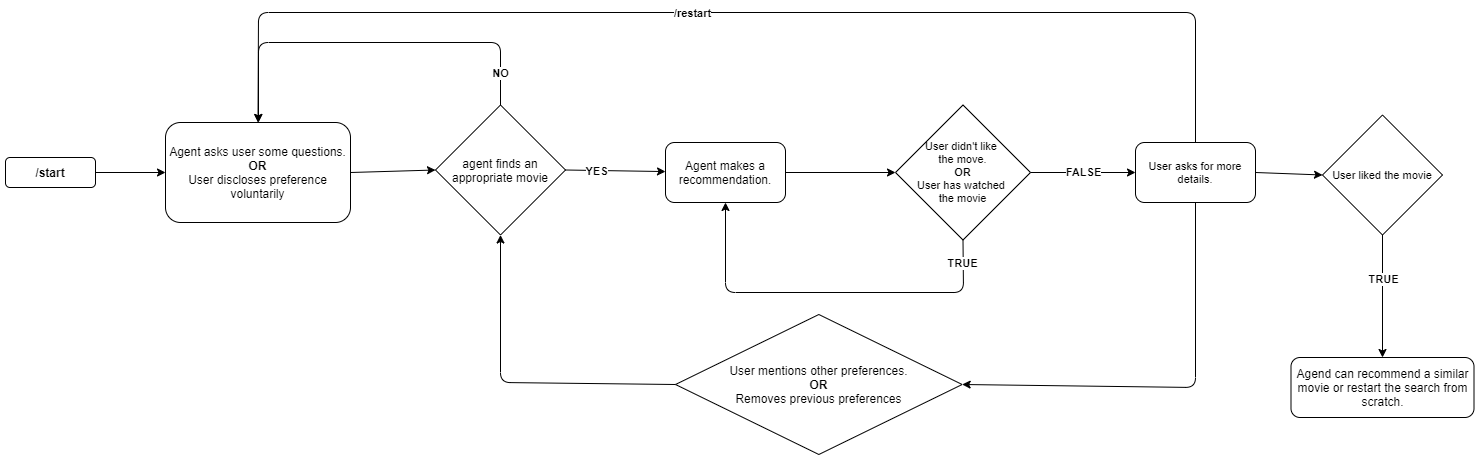 /restart
NO
/start
Agent asks user some questions.
OR
User discloses preference
voluntarily
agent finds an
appropriate movie
YES
Agent makes a
recommendation.
User didn't like
the move.
OR
User has watched
the movie
FALSE
TRUE
User asks for more
details.
User liked the movie
TRUE
Agend can recommend a similar
movie or restart the search from
scratch.
User mentions other preferences.
OR
Removes previous preferences